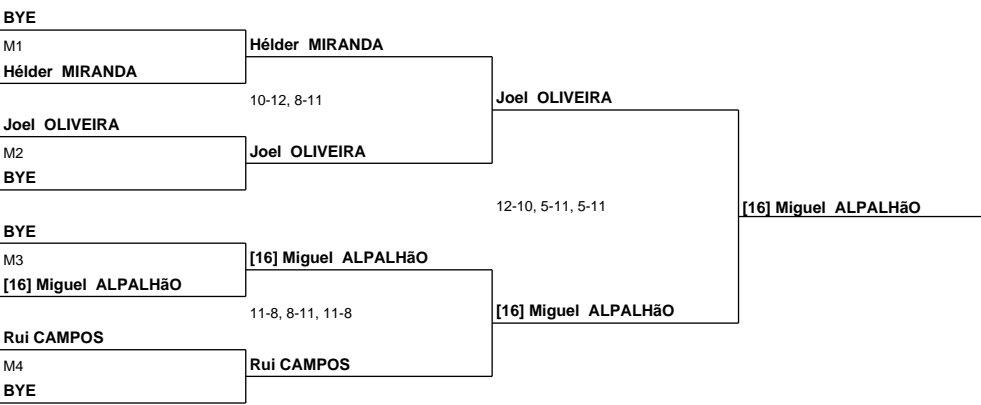 BYE
M1
Hélder MIRANDA
Hélder MIRANDA
10-12, 8-11
Joel OLIVEIRA
Joel OLIVEIRA
M2
BYE
Joel OLIVEIRA
12-10, 5-11, 5-11
[16] Miguel ALPALHãO
BYE
M3
[16] Miguel ALPALHãO
[16] Miguel ALPALHãO
11-8, 8-11, 11-8
[16] Miguel ALPALHãO
Rui CAMPOS
M4
BYE
Rui CAMPOS